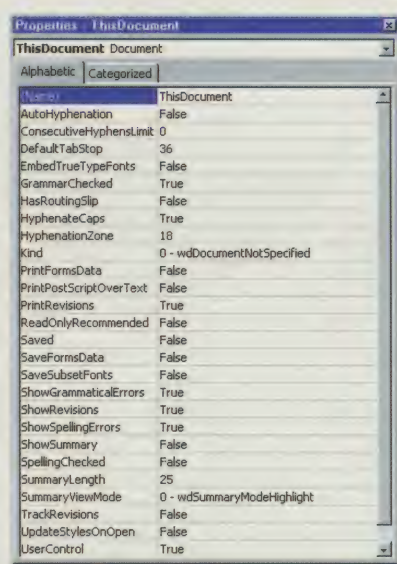 Properties - ThisDocument
ThisDocument Document
Alphabetic Categorized
(Name) ThisDocument
AutoHyphenation False
ConsecutiveHyphensLimit 0
DefaultTabStop 36
EmbedTrueTypeFonts False
GrammarChecked True
HasRoutingSlip False
HyphenateCaps True
HyphenationZone 18
Kind 0 - wdDocumentNotSpecified
PrintFormsData False
PrintPostScriptOverText False
PrintRevisions True
ReadOnlyRecommended False
Saved False
SaveFormsData False
SaveSubsetFonts False
ShowGrammaticalErrors True
ShowRevisions True
ShowSpellingErrors True
ShowSummary False
SpellingChecked False
SummaryLength 25
SummaryViewMode 0 - wdSummaryModeHighlight
TrackRevisions False
UpdateStylesOnOpen False
UserControl True